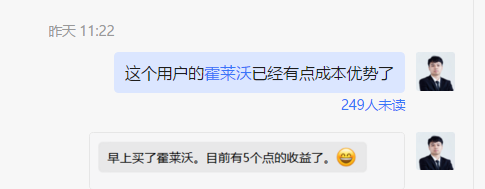 昨天 11:22
这个用户的霍莱沃已经有点成本优势了
249人未读
早上买了霍莱沃。目前有5个点的收益了。😄